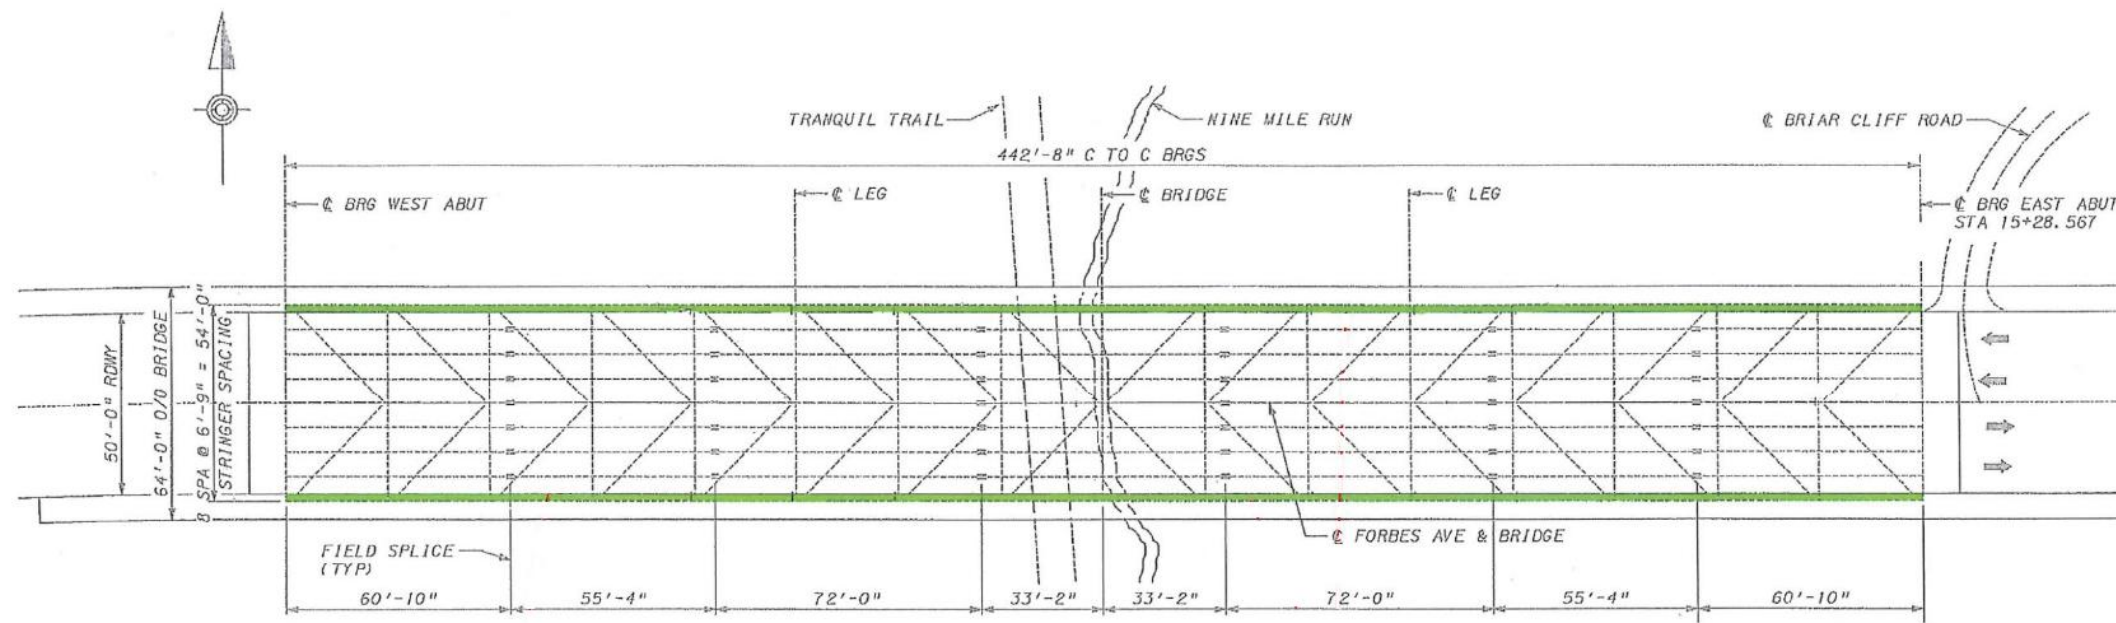 TRANQUIL TRAIL
NINE MILE RUN
℄ BRIAR CLIFF ROAD
442'-8" C TO C BRGS
℄ BRG WEST ABUT
℄ LEG
℄ BRIDGE
℄ LEG
℄ BRG EAST ABUT
STA 15+28.567
50'-0" RDWY
64'-0" O/O BRIDGE
8 SPA @ 6'-9" = 54'-0"
STRINGER SPACING
FIELD SPLICE
(TYP)
℄ FORBES AVE & BRIDGE
60'-10"
55'-4"
72'-0"
33'-2"
33'-2"
72'-0"
55'-4"
60'-10"